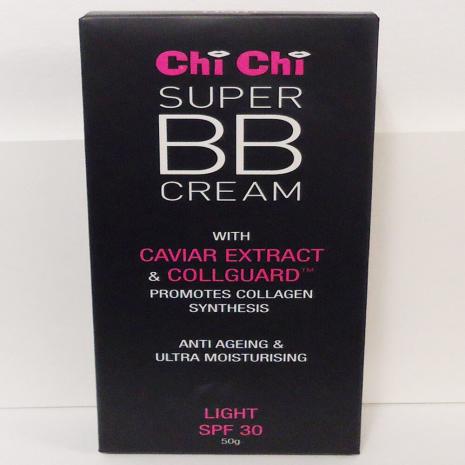 Chi Chi
SUPER
BB
CREAM
WITH
CAVIAR EXTRACT
& COLLGUARD™
PROMOTES COLLAGEN
SYNTHESIS
ANTI AGEING &
ULTRA MOISTURISING
LIGHT
SPF 30
50g